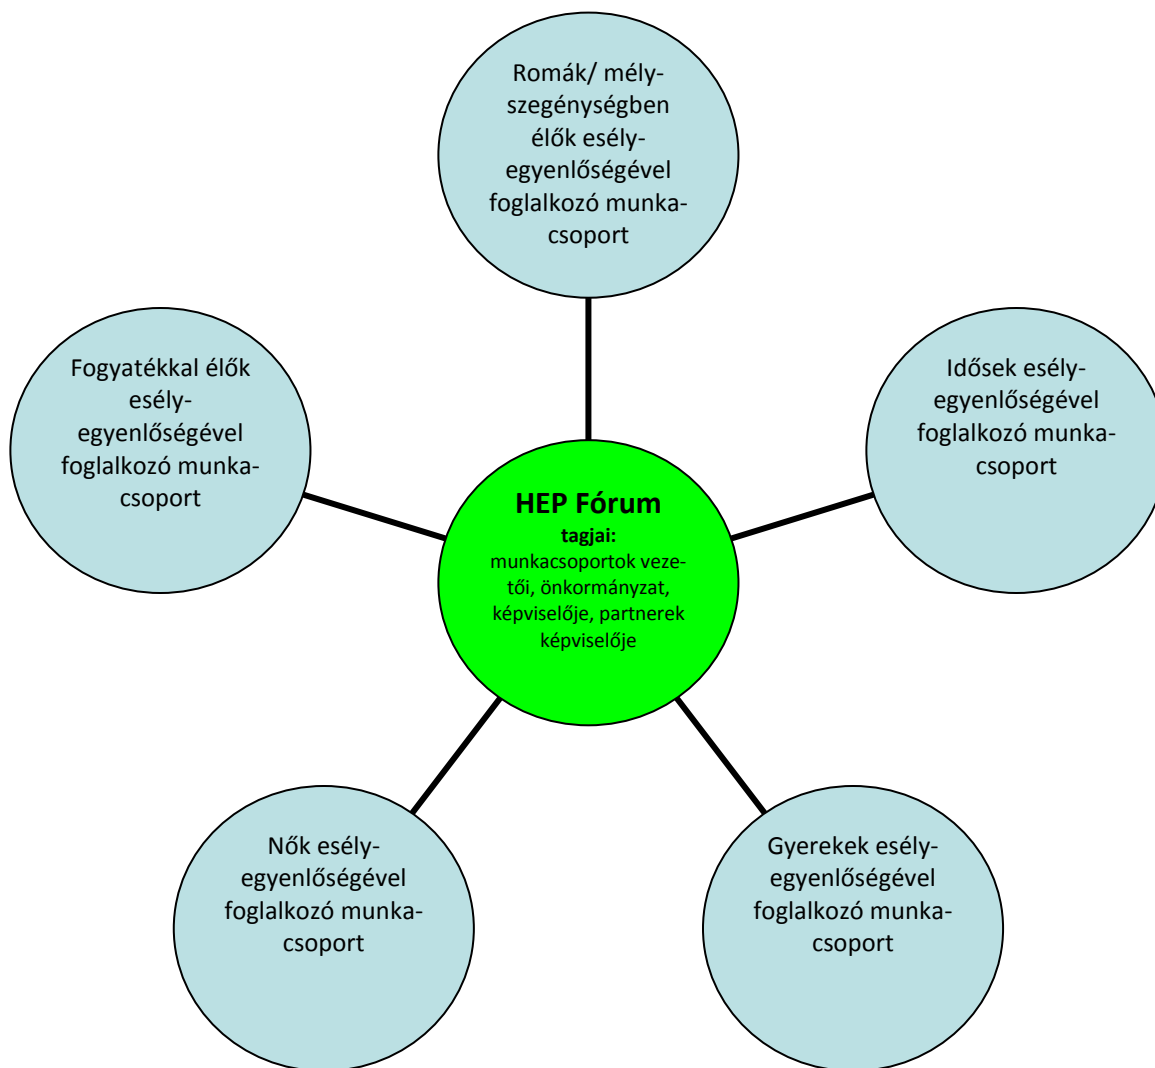 Romák/ mély-
szegénységben
élők esély-
egyenlőségével
foglalkozó munka-
csoport
Fogyatékkal élők
esély-
egyenlőségével
foglalkozó munka-
csoport
Idősek esély-
egyenlőségével
foglalkozó munka-
csoport
HEP Fórum
tagjai:
munkacsoportok veze-
tői, önkormányzat,
képviselője, partnerek
képviselője
Nők esély-
egyenlőségével
foglalkozó munka-
csoport
Gyerekek esély-
egyenlőségével
foglalkozó munka-
csoport